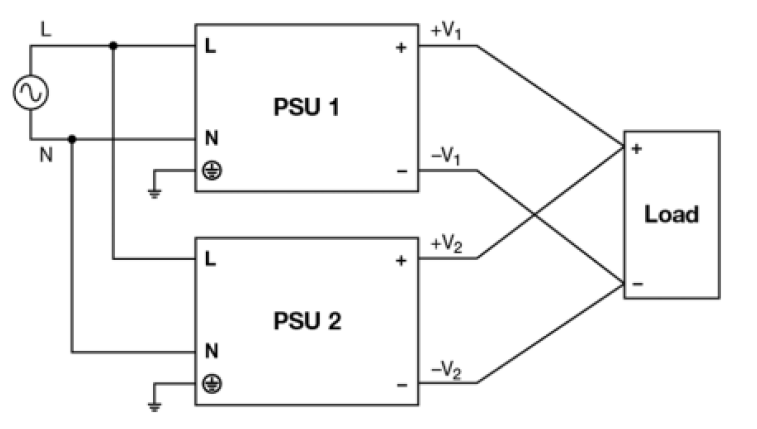 L
N
L
PSU 1
N
+
−
+V₁
−V₁
L
PSU 2
N
+
−
+V₂
−V₂
+
Load
−